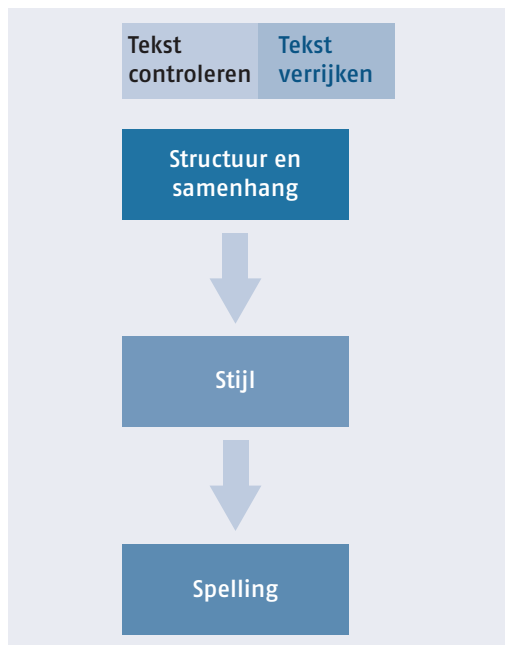 Tekst
controleren
Tekst
verrijken
Structuur en
samenhang
Stijl
Spelling